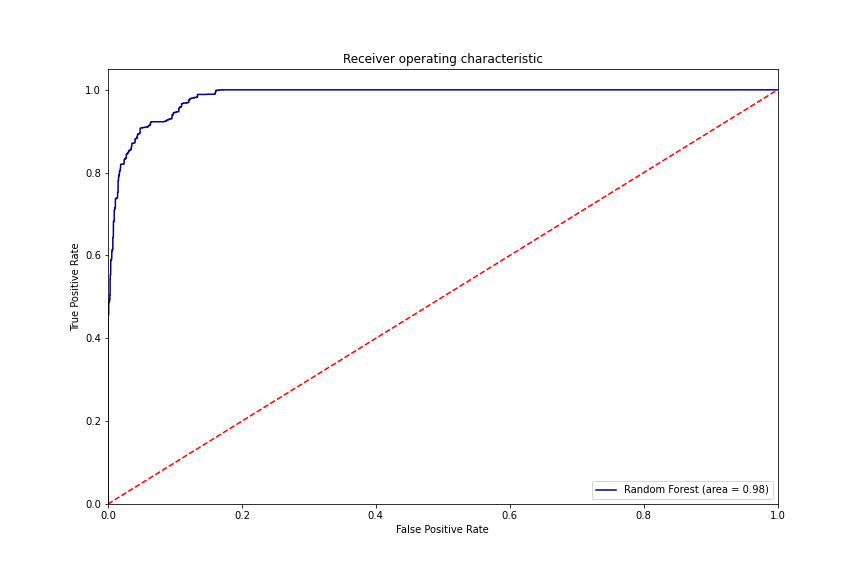 Receiver operating characteristic
1.0
0.8
0.6
0.4
0.2
0.0
True Positive Rate
Random Forest (area = 0.98)
0.0 0.2 0.4 0.6 0.8 1.0
False Positive Rate